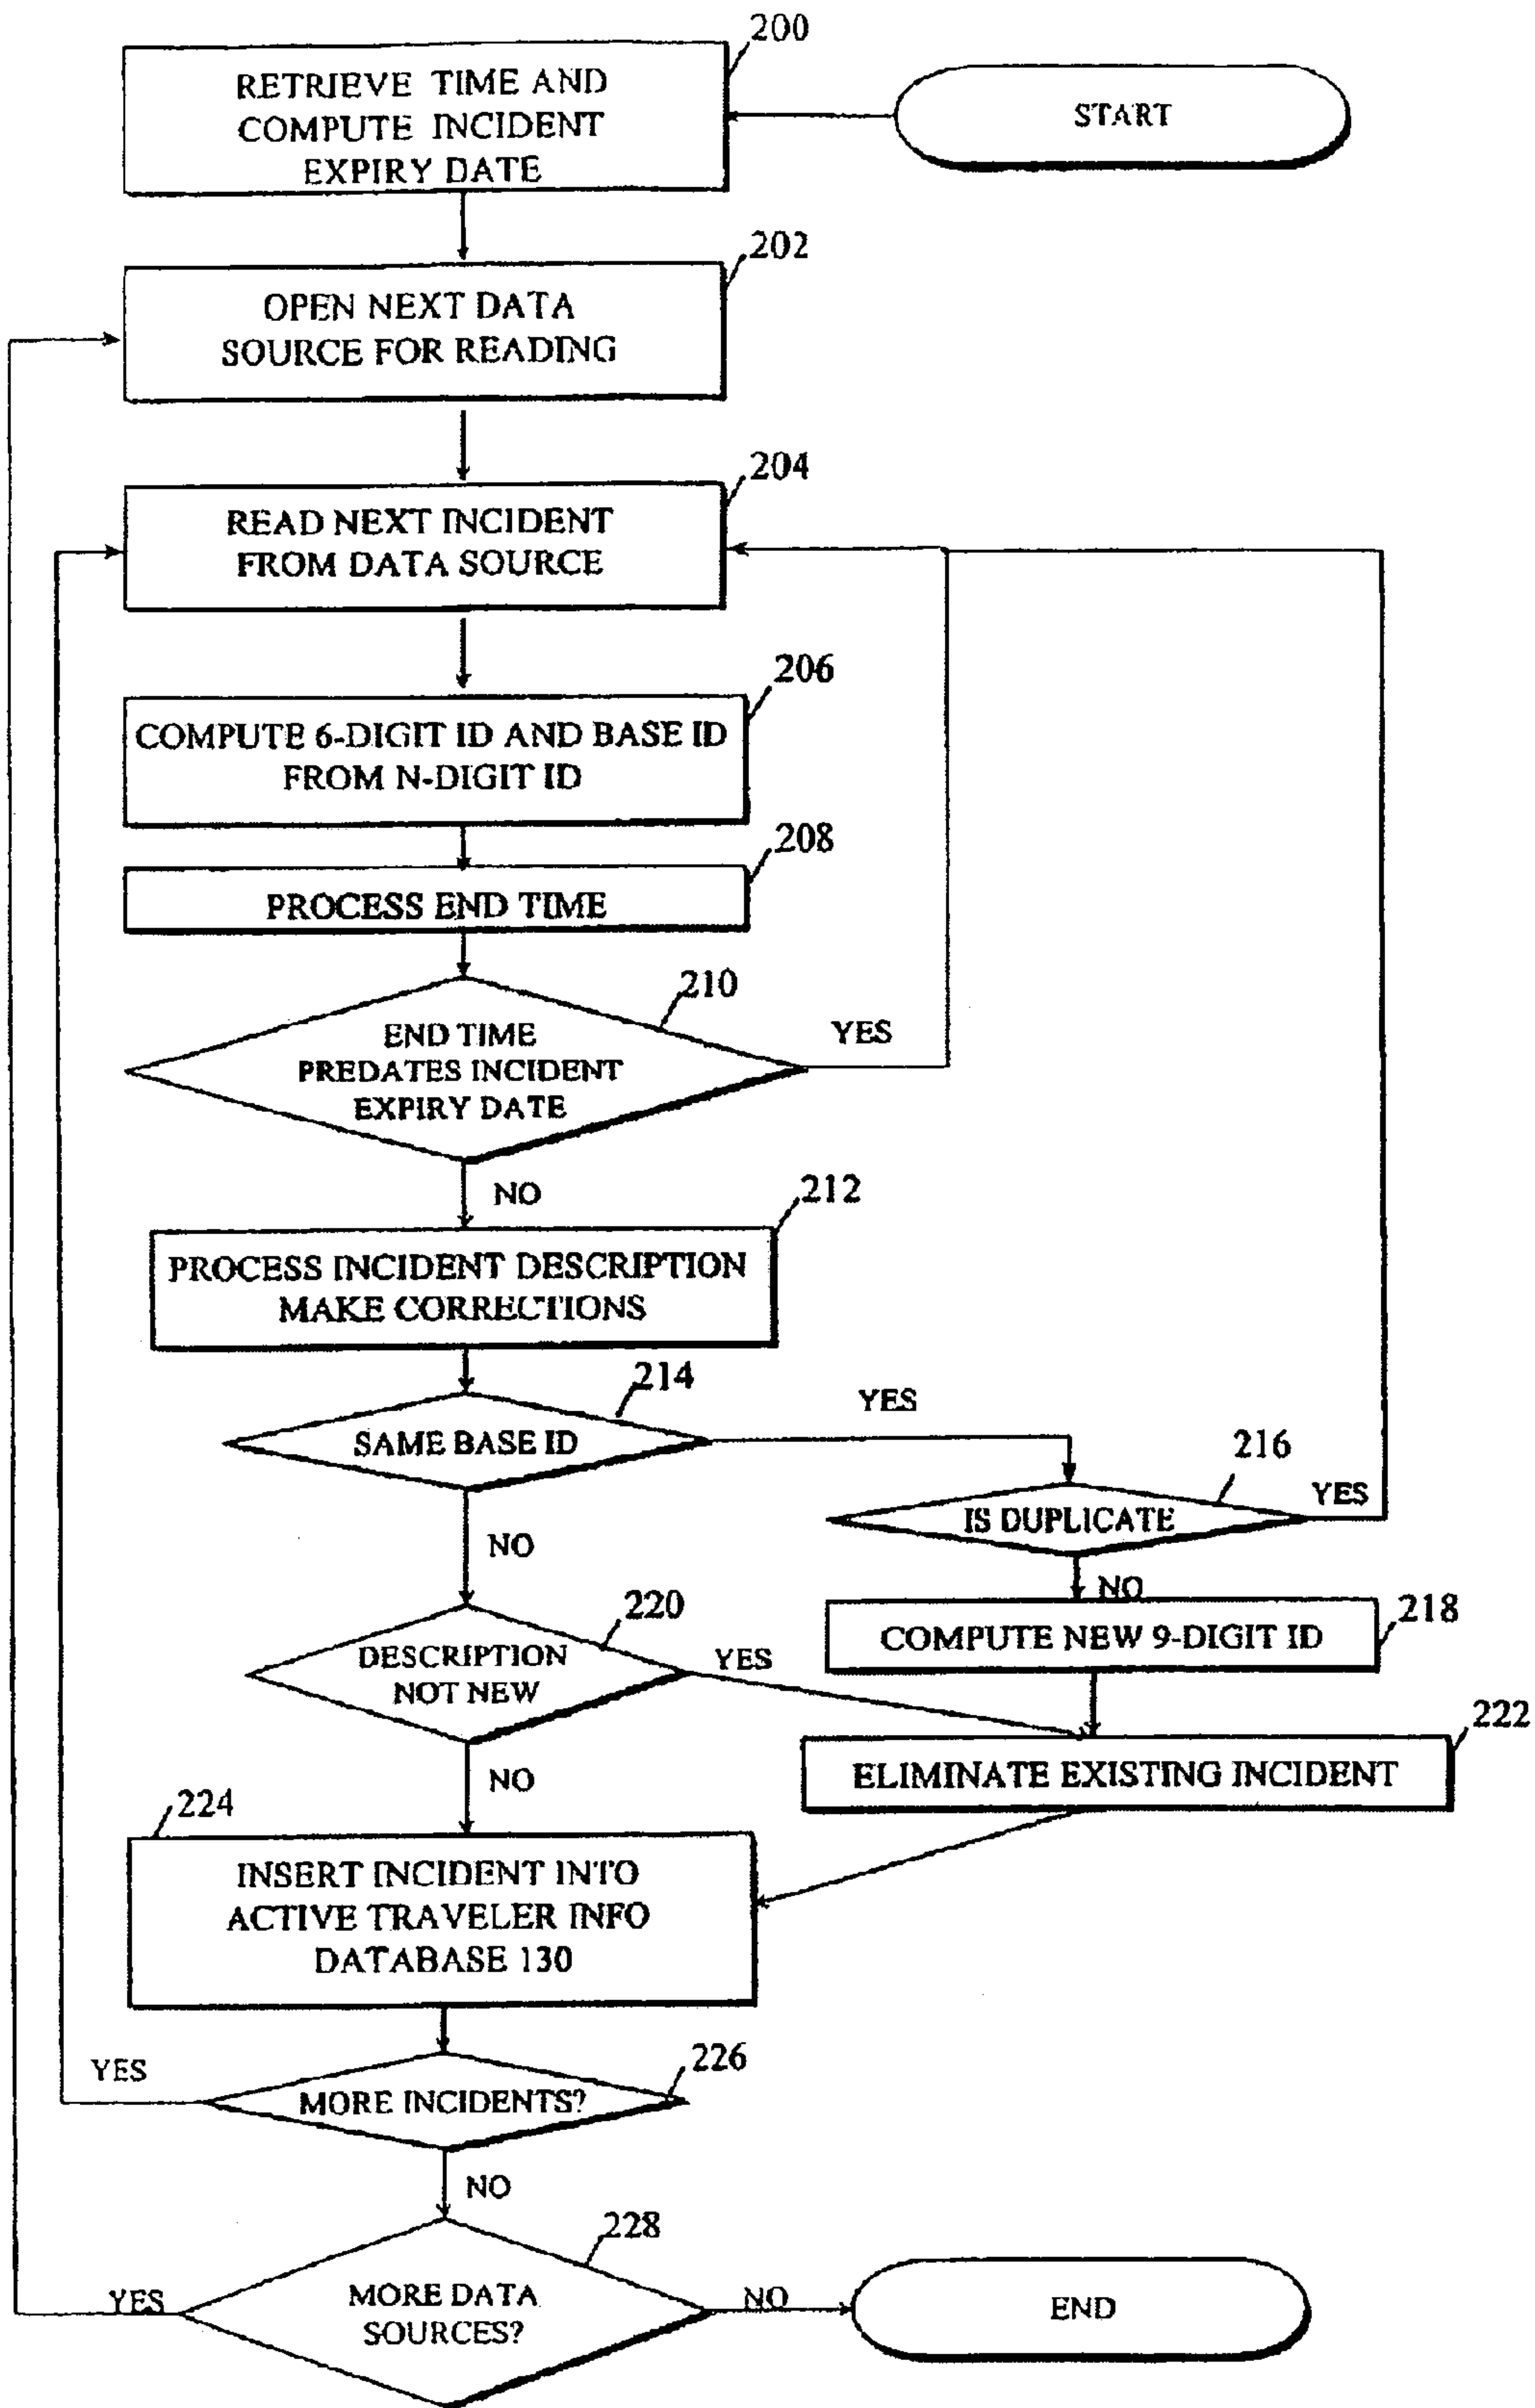 200
RETRIEVE TIME AND
COMPUTE INCIDENT
EXPIRY DATE
START
202
OPEN NEXT DATA
SOURCE FOR READING
204
READ NEXT INCIDENT
FROM DATA SOURCE
206
COMPUTE 6-DIGIT ID AND BASE ID
FROM N-DIGIT ID
208
PROCESS END TIME
210
END TIME
PREDATES INCIDENT
EXPIRY DATE
YES
NO
212
PROCESS INCIDENT DESCRIPTION
MAKE CORRECTIONS
214
SAME BASE ID
YES
216
IS DUPLICATE
YES
NO
NO
218
COMPUTE NEW 9-DIGIT ID
220
DESCRIPTION
NOT NEW
YES
222
ELIMINATE EXISTING INCIDENT
NO
224
INSERT INCIDENT INTO
ACTIVE TRAVELER INFO
DATABASE 130
226
MORE INCIDENTS?
YES
NO
228
MORE DATA
SOURCES?
YES
NO
END